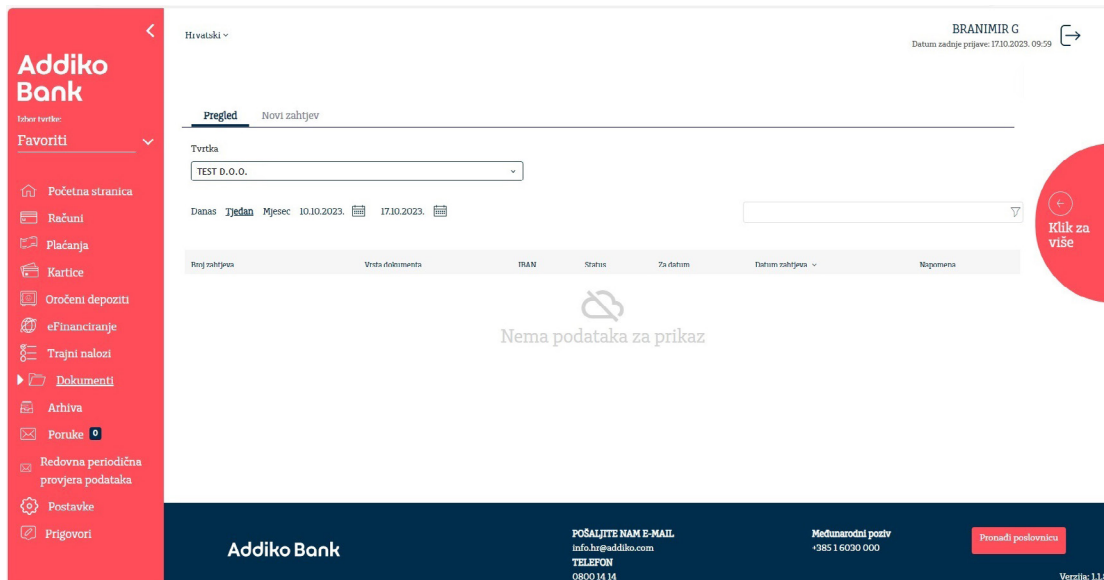 Addiko
Bank
Izbor tvrtke:
Favoriti
Početna stranica
Računi
Plaćanja
Kartice
Oročeni depoziti
eFinanciranje
Trajni nalozi
Dokumenti
Arhiva
Poruke 0
Redovna periodična
provjera podataka
Postavke
Prigovori
Hrvatski
BRANIMIR G
Datum zadnje prijave: 17.10.2023. 09:59
Pregled Novi zahtjev
Tvrtka
TEST D.O.O.
Danas Tjedan Mjesec 10.10.2023. 17.10.2023.
Klik za
više
Broj zahtjeva Vrsta dokumenta IBAN Status Za datum Datum zahtjeva Napomena
Nema podataka za prikaz
Addiko Bank
POŠALJITE NAM E-MAIL
info.hr@addiko.com
TELEFON
0800 14 14
Međunarodni poziv
+385 1 6030 000
Pronađi poslovnicu
Verzija: 1.1.